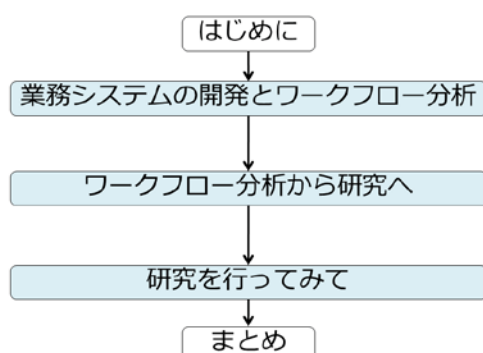 はじめに
業務システムの開発とワークフロー分析
ワークフロー分析から研究へ
研究を行ってみて
まとめ